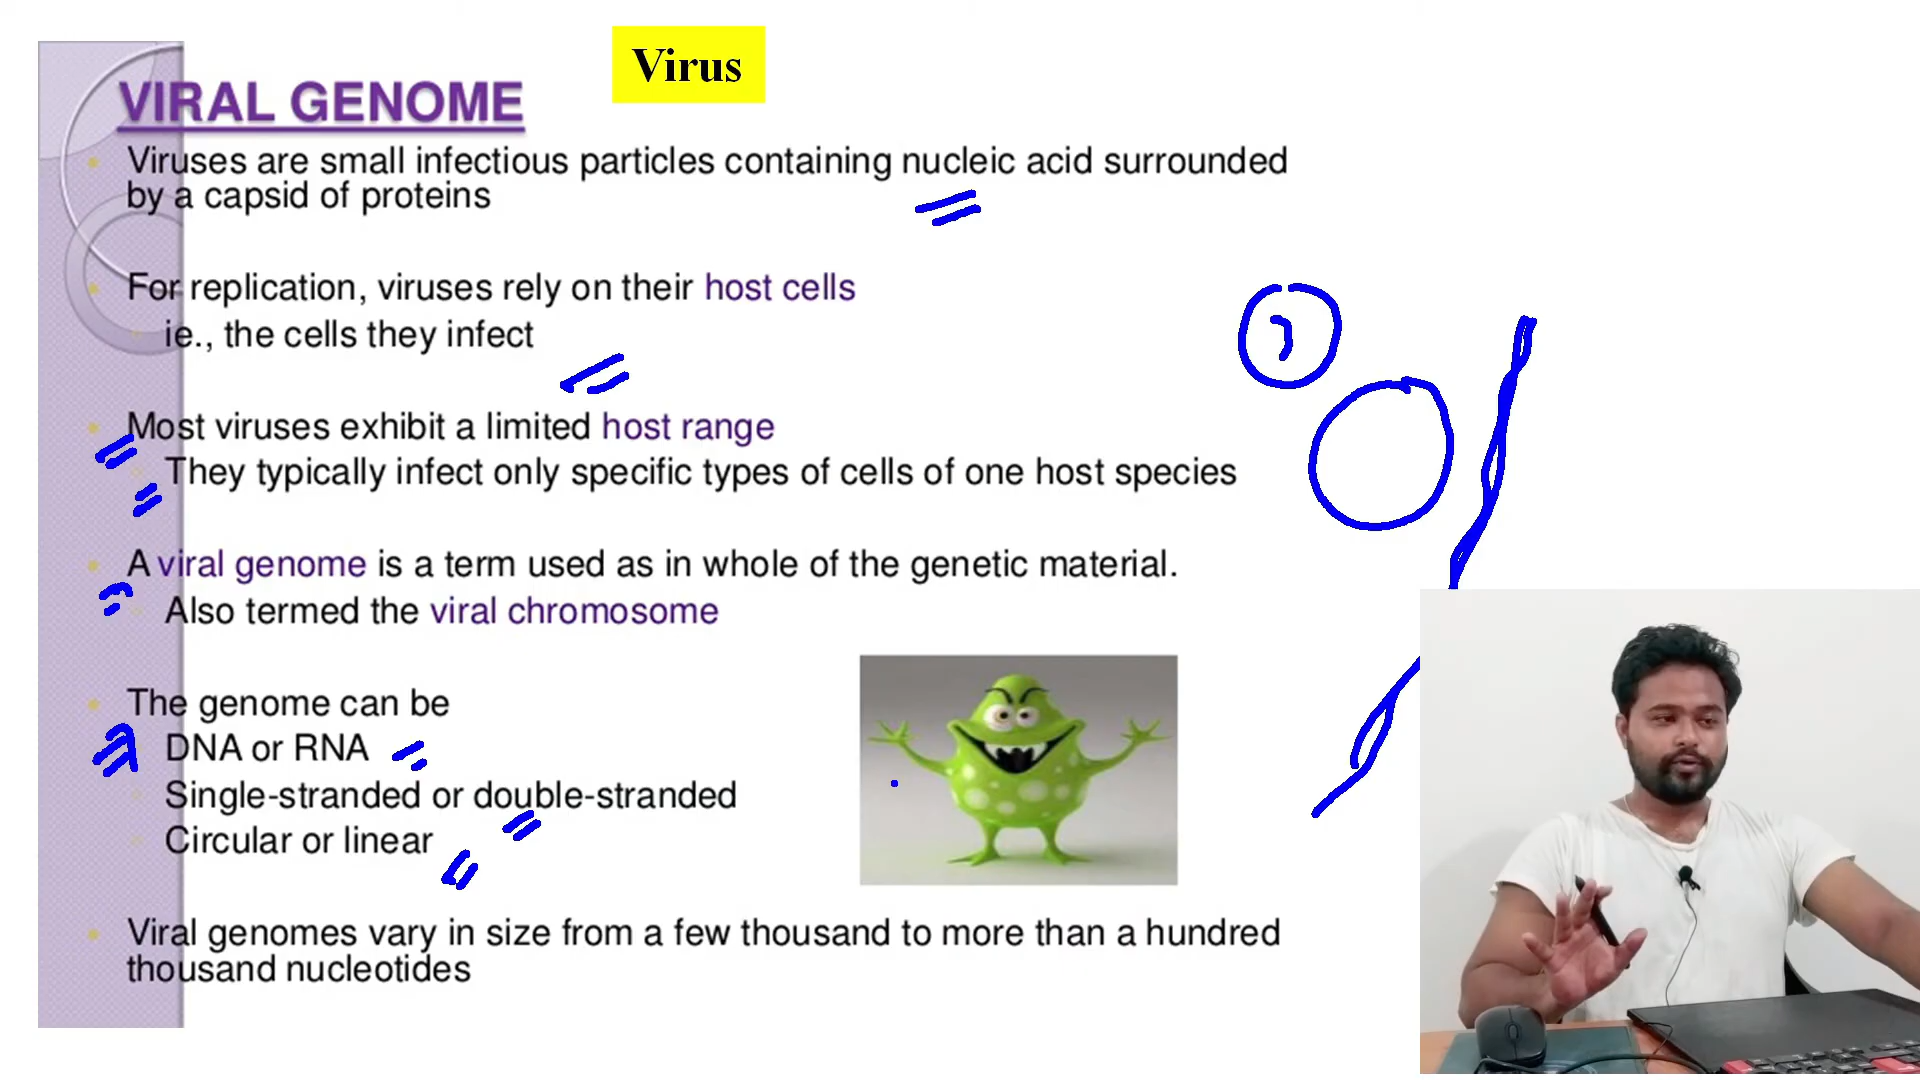 Virus
VIRAL GENOME
Viruses are small infectious particles containing nucleic acid surrounded
by a capsid of proteins
For replication, viruses rely on their host cells
ie., the cells they infect
Most viruses exhibit a limited host range
They typically infect only specific types of cells of one host species
A viral genome is a term used as in whole of the genetic material.
Also termed the viral chromosome
The genome can be
DNA or RNA
Single-stranded or double-stranded
Circular or linear
Viral genomes vary in size from a few thousand to more than a hundred
thousand nucleotides